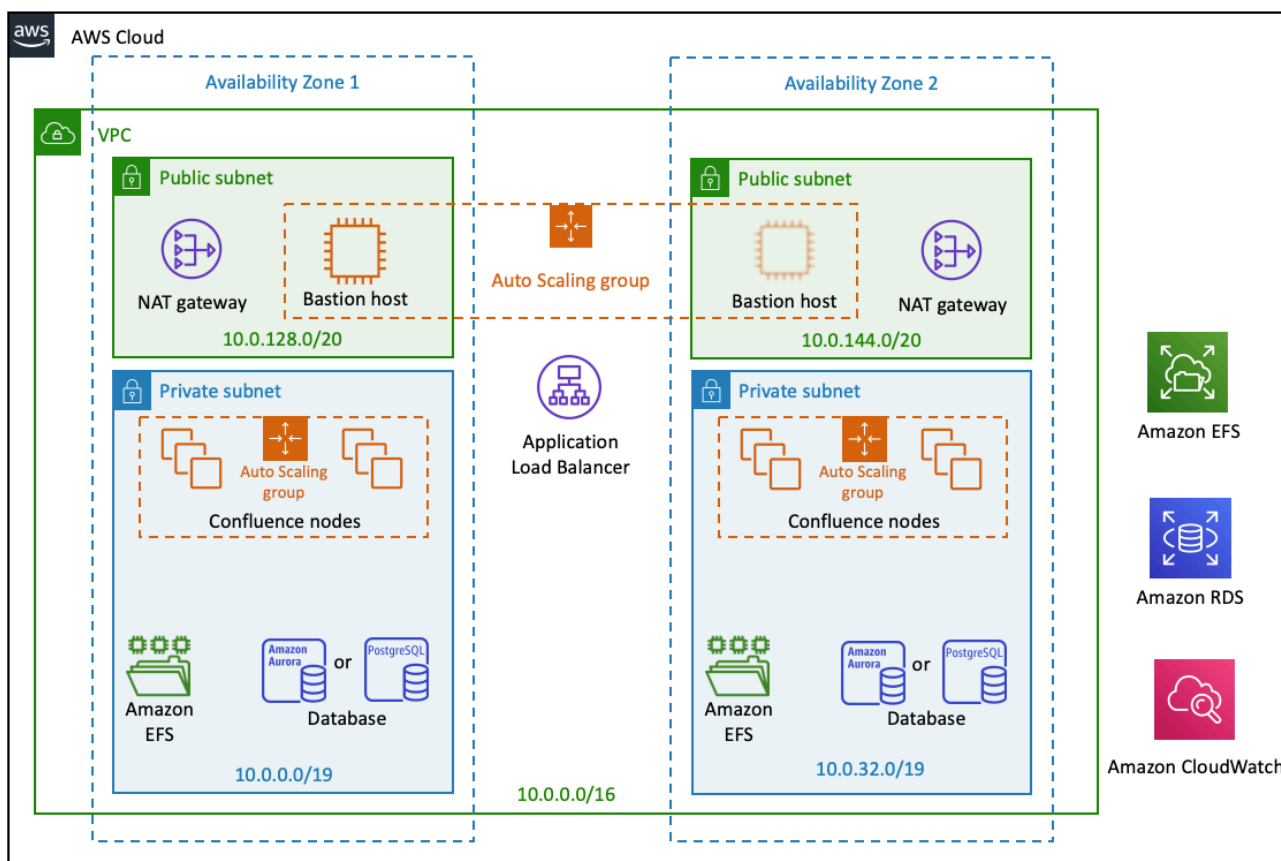 aws
AWS Cloud
Availability Zone 1
Availability Zone 2
VPC
Public subnet
NAT gateway
Bastion host
10.0.128.0/20
Auto Scaling group
Public subnet
Bastion host
NAT gateway
10.0.144.0/20
Private subnet
Auto Scaling
group
Confluence nodes
Amazon
EFS
Amazon
Aurora
or
PostgreSQL
Database
10.0.0.0/19
Application
Load Balancer
Private subnet
Auto Scaling
group
Confluence nodes
Amazon
EFS
Amazon
Aurora
or
PostgreSQL
Database
10.0.32.0/19
10.0.0.0/16
Amazon EFS
Amazon RDS
Amazon CloudWatch